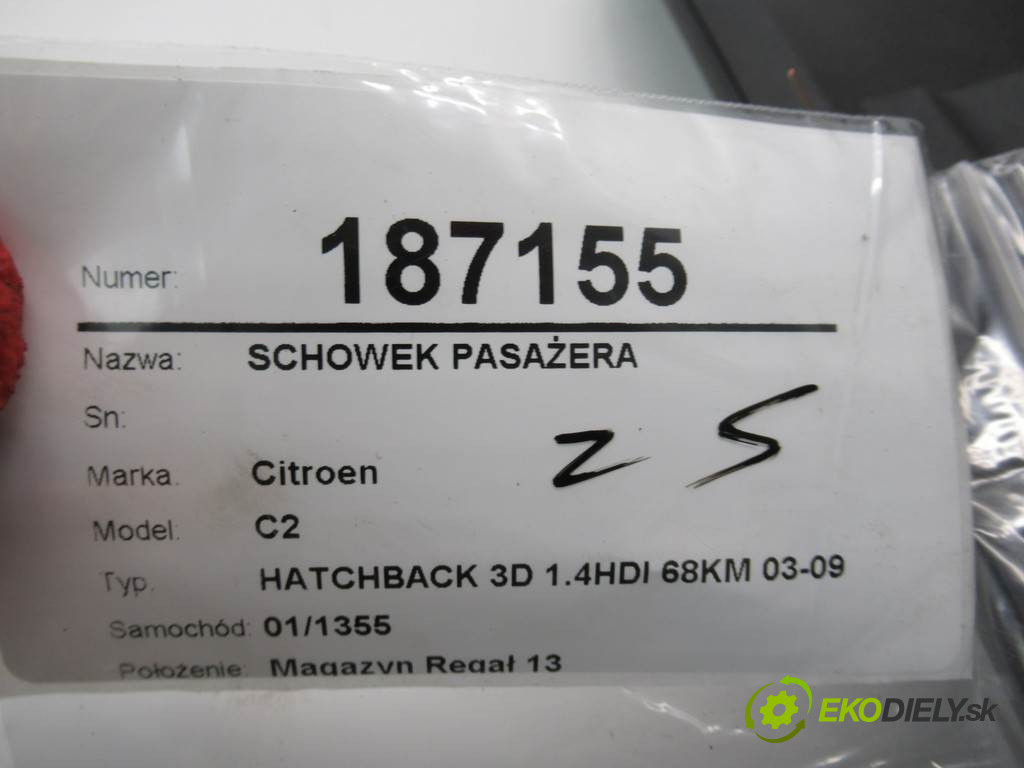 Numer: 187155
Nazwa: SCHOWEK PASAŻERA
Sn:
Marka. Citroen
Model: C2
Typ. HATCHBACK 3D 1.4HDI 68KM 03-09
Samochód: 01/1355
Położenie: Magazyn Regał 13
z S
EKODIELY.sk